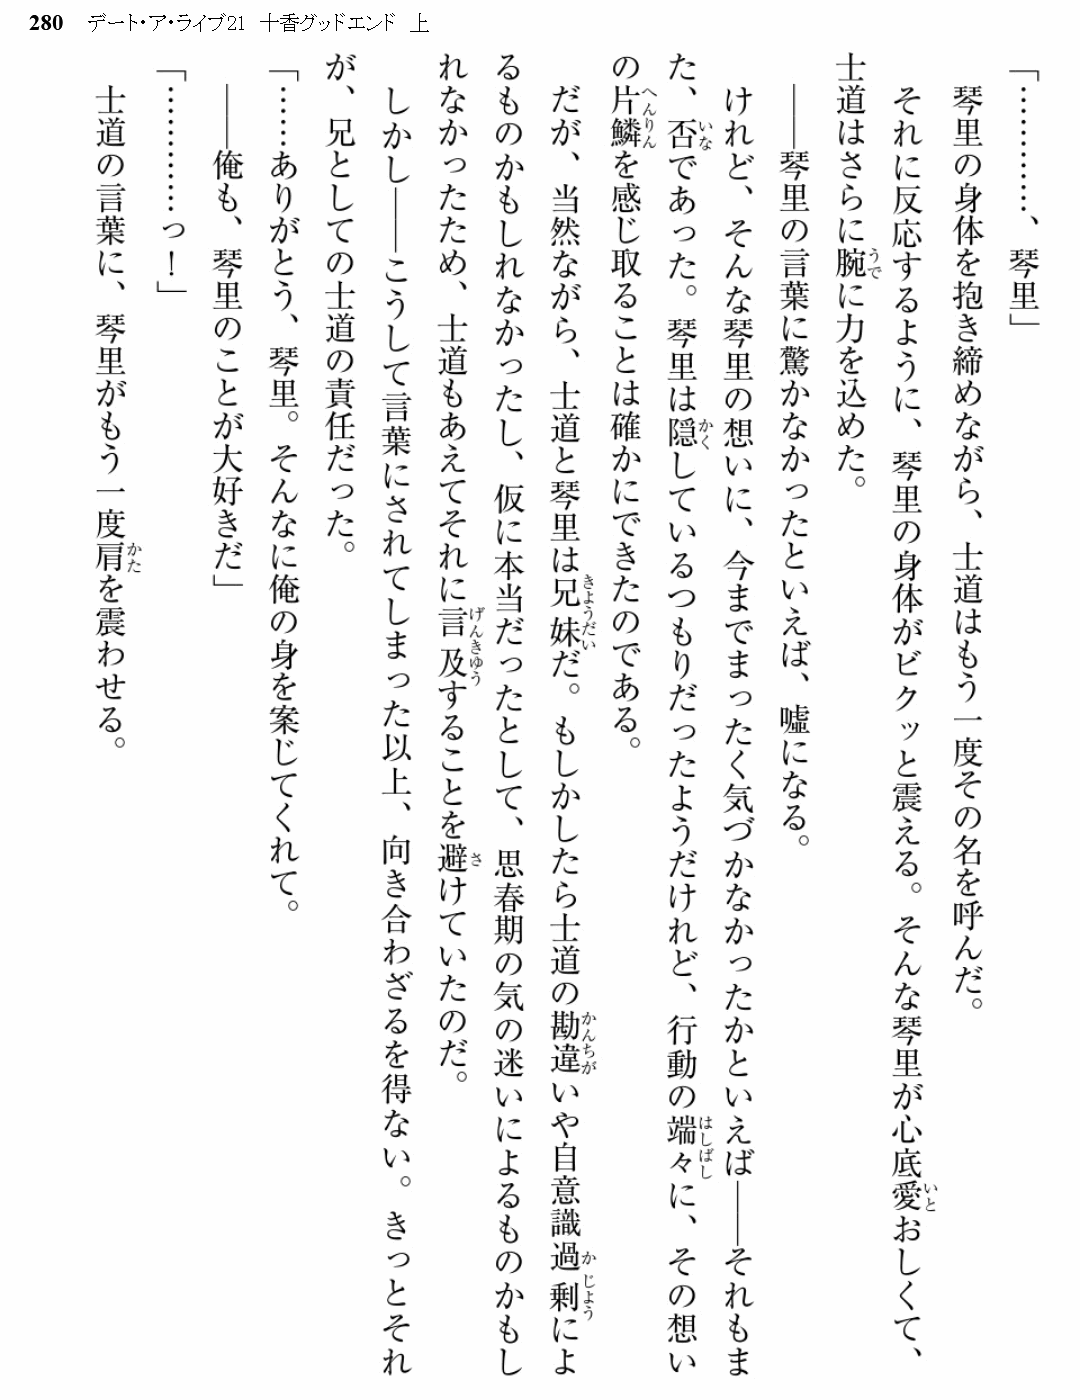 280 デート・ア・ライブ21 十香グッドエンド 上
「…………、琴里」
　琴里の身体を抱き締めながら、士道はもう一度その名を呼んだ。
　それに反応するように、琴里の身体がビクッと震える。そんな琴里が心底愛おしくて、
士道はさらに腕に力を込めた。
　――琴里の言葉に驚かなかったといえば、嘘になる。
　けれど、そんな琴里の想いに、今までまったく気づかなかったかといえば――それもま
た、否であった。琴里は隠しているつもりだったようだけれど、行動の端々に、その想い
の片鱗を感じ取ることは確かにできたのである。
　だが、当然ながら、士道と琴里は兄妹だ。もしかしたら士道の勘違いや自意識過剰によ
るものかもしれなかったし、仮に本当だったとして、思春期の気の迷いによるものかもし
れなかったため、士道もあえてそれに言及することを避けていたのだ。
　しかし――こうして言葉にされてしまった以上、向き合わざるを得ない。きっとそれ
が、兄としての士道の責任だった。
「……ありがとう、琴里。そんなに俺の身を案じてくれて。
　――俺も、琴里のことが大好きだ」
「…………っ！」
　士道の言葉に、琴里がもう一度肩を震わせる。